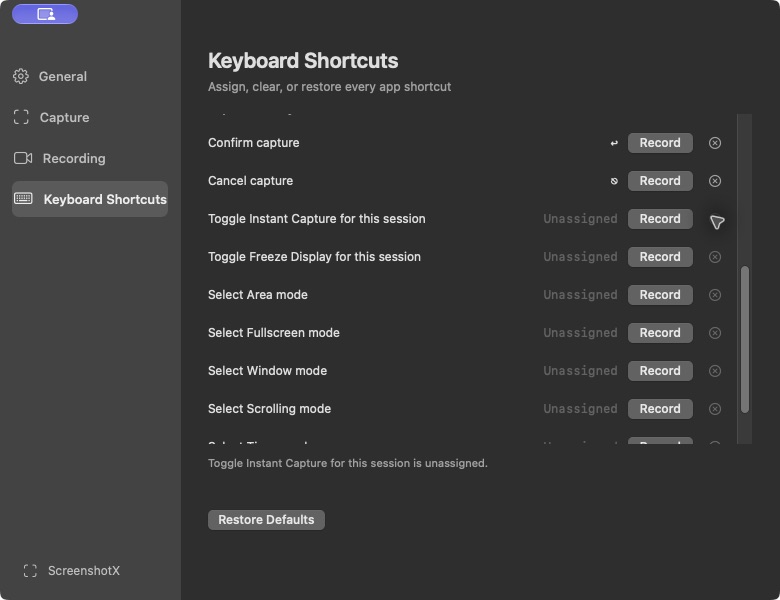 Keyboard Shortcuts
Assign, clear, or restore every app shortcut
General
Capture
Recording
Keyboard Shortcuts
Confirm capture ↩ Record
Cancel capture ⎋ Record
Toggle Instant Capture for this session Unassigned Record
Toggle Freeze Display for this session Unassigned Record
Select Area mode Unassigned Record
Select Fullscreen mode Unassigned Record
Select Window mode Unassigned Record
Select Scrolling mode Unassigned Record
Toggle Instant Capture for this session is unassigned.
Restore Defaults
ScreenshotX